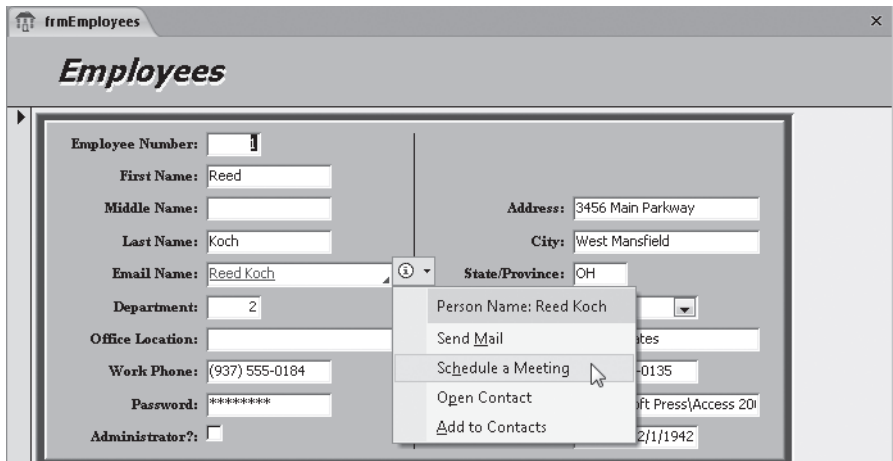 frmEmployees
Employees
Employee Number: 1
First Name: Reed
Middle Name:
Last Name: Koch
Email Name: Reed Koch
Department: 2
Office Location:
Work Phone: (937) 555-0184
Password: ********
Administrator?:
Address: 3456 Main Parkway
City: West Mansfield
State/Province: OH
Person Name: Reed Koch
Send Mail
Schedule a Meeting
Open Contact
Add to Contacts
-0135
Press\Access
2/1/1942